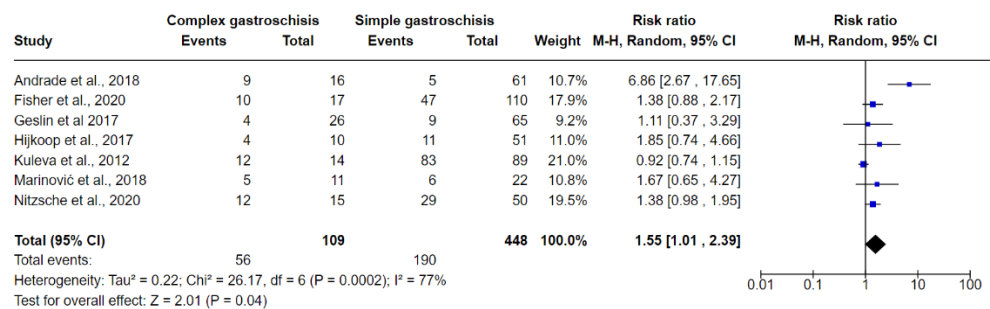 Complex gastroschisis Simple gastroschisis Risk ratio Risk ratio
Study Events Total Events Total Weight M-H, Random, 95% CI M-H, Random, 95% CI
Andrade et al., 2018 9 16 5 61 10.7% 6.86 [2.67 , 17.65]
Fisher et al., 2020 10 17 47 110 17.9% 1.38 [0.88 , 2.17]
Geslin et al 2017 4 26 9 65 9.2% 1.11 [0.37 , 3.29]
Hijkoop et al., 2017 4 10 11 51 11.0% 1.85 [0.74 , 4.66]
Kuleva et al., 2012 12 14 83 89 21.0% 0.92 [0.74 , 1.15]
Marinović et al., 2018 5 11 6 22 10.8% 1.67 [0.65 , 4.27]
Nitzsche et al., 2020 12 15 29 50 19.5% 1.38 [0.98 , 1.95]
Total (95% CI) 109 448 100.0% 1.55 [1.01 , 2.39]
Total events: 56 190
Heterogeneity: Tau² = 0.22; Chi² = 26.17, df = 6 (P = 0.0002); I² = 77%
Test for overall effect: Z = 2.01 (P = 0.04)
0.01 0.1 1 10 100